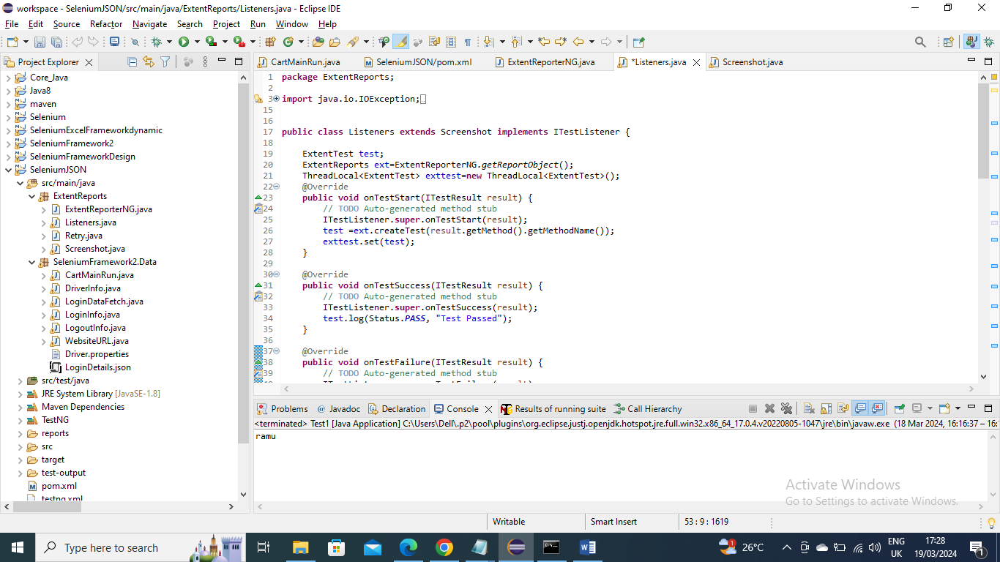 workspace - SeleniumJSON/src/main/java/ExtentReports/Listeners.java - Eclipse IDE
File Edit Source Refactor Navigate Search Project Run Window Help
Project Explorer
Core_Java
Java8
maven
Selenium
SeleniumExcelFrameworkdynamic
SeleniumFramework2
SeleniumFrameworkDesign
SeleniumJSON
src/main/java
ExtentReports
ExtentReporterNG.java
Listeners.java
Retry.java
Screenshot.java
SeleniumFramework2.Data
CartMainRun.java
DriverInfo.java
LoginDataFetch.java
LoginInfo.java
LogoutInfo.java
WebsiteURL.java
Driver.properties
LoginDetails.json
src/test/java
JRE System Library [JavaSE-1.8]
Maven Dependencies
TestNG
reports
src
target
test-output
pom.xml
testng.xml
CartMainRun.java SeleniumJSON/pom.xml ExtentReporterNG.java *Listeners.java Screenshot.java
1 package ExtentReports;
2
3 import java.io.IOException;
15
16
17 public class Listeners extends Screenshot implements ITestListener {
18
19 ExtentTest test;
20 ExtentReports ext=ExtentReporterNG.getReportObject();
21 ThreadLocal<ExtentTest> exttest=new ThreadLocal<ExtentTest>();
22 @Override
23 public void onTestStart(ITestResult result) {
24 // TODO Auto-generated method stub
25 ITestListener.super.onTestStart(result);
26 test =ext.createTest(result.getMethod().getMethodName());
27 exttest.set(test);
28 }
29
30 @Override
31 public void onTestSuccess(ITestResult result) {
32 // TODO Auto-generated method stub
33 ITestListener.super.onTestSuccess(result);
34 test.log(Status.PASS, "Test Passed");
35 }
36
37 @Override
38 public void onTestFailure(ITestResult result) {
39 // TODO Auto-generated method stub
Problems @ Javadoc Declaration Console Results of running suite Call Hierarchy
<terminated> Test1 [Java Application] C:\Users\Dell\.p2\pool\plugins\org.eclipse.justj.openjdk.hotspot.jre.full.win32.x86_64_17.0.4.v20220805-1047\jre\bin\javaw.exe (18 Mar 2024, 16:16:37 – 16:
ramu
Activate Windows
Go to Settings to activate Windows.
Writable Smart Insert 53 : 9 : 1619
Type here to search
26°C
ENG
UK
17:28
19/03/2024